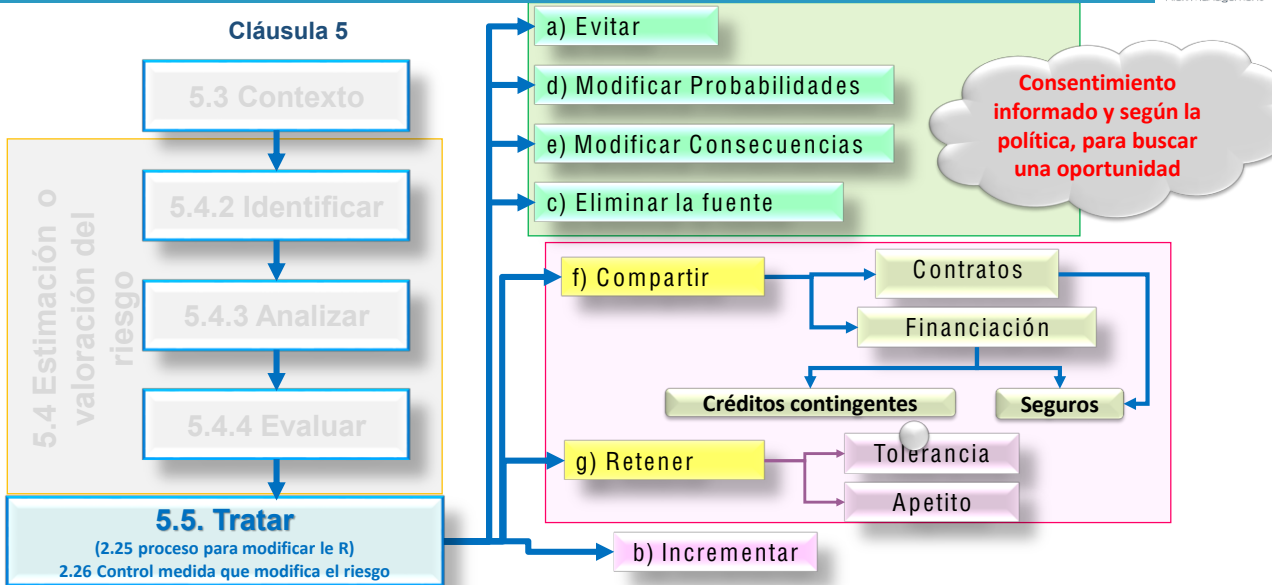 Cláusula 5
5.3 Contexto
5.4 Estimación o
valoración del
riesgo
5.4.2 Identificar
5.4.3 Analizar
5.4.4 Evaluar
5.5. Tratar
(2.25 proceso para modificar le R)
2.26 Control medida que modifica el riesgo
a) Evitar
d) Modificar Probabilidades
e) Modificar Consecuencias
c) Eliminar la fuente
Consentimiento
informado y según la
política, para buscar
una oportunidad
f) Compartir
Contratos
Financiación
Créditos contingentes
Seguros
g) Retener
Tolerancia
Apetito
b) Incrementar